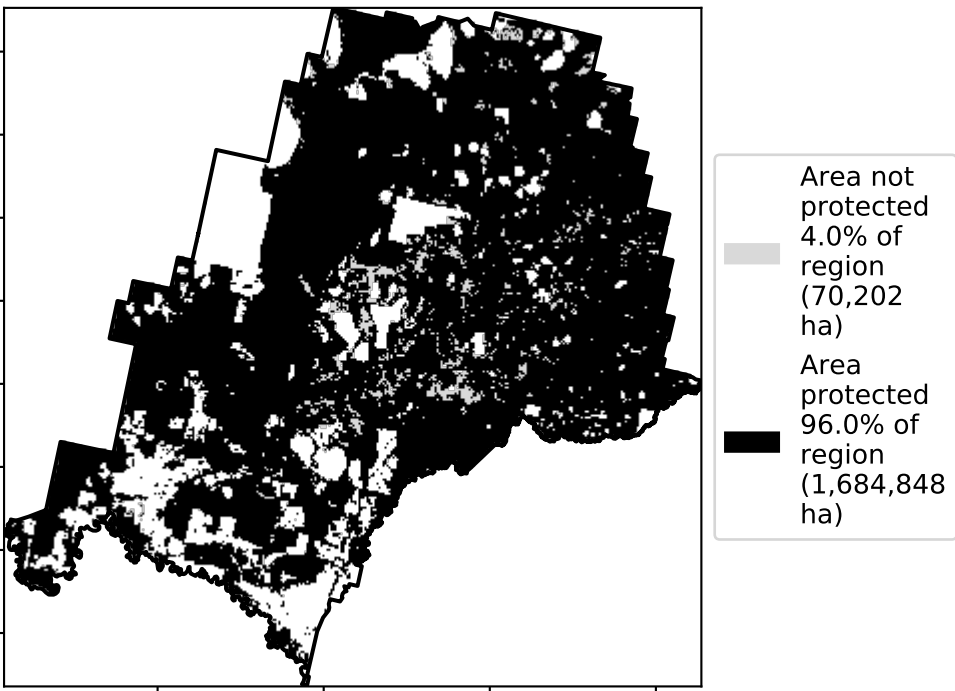 Area not
protected
4.0% of
region
(70,202
ha)
Area
protected
96.0% of
region
(1,684,848
ha)